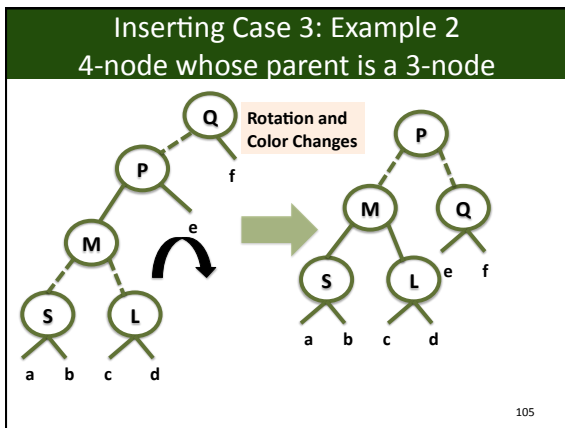 Inserting Case 3: Example 2
4-node whose parent is a 3-node
Q
Rotation and
Color Changes
P
f
P
M
Q
e
M
e f
S L
S L
a b c d
a b c d
105